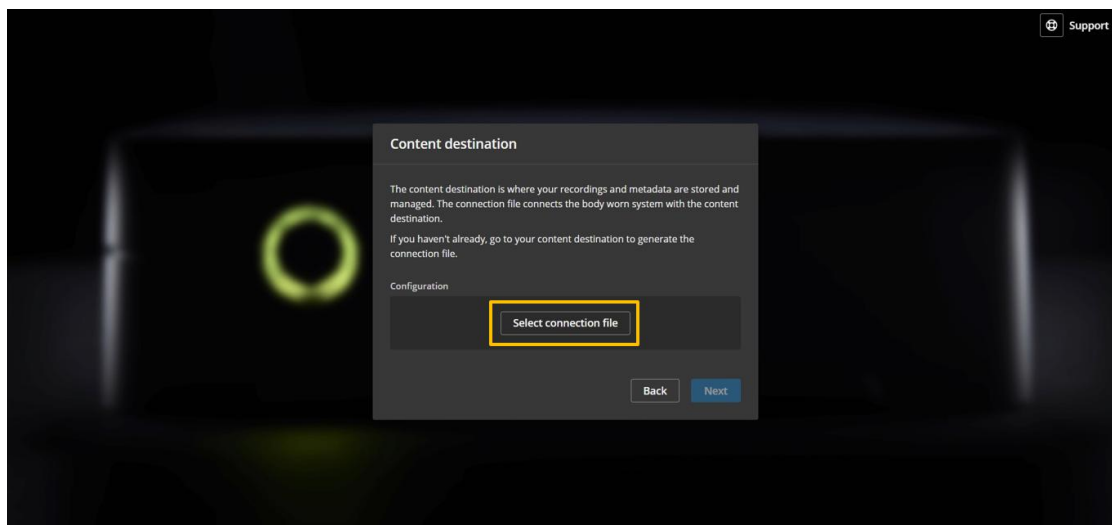 Support
Content destination
The content destination is where your recordings and metadata are stored and
managed. The connection file connects the body worn system with the content
destination.
If you haven't already, go to your content destination to generate the
connection file.
Configuration
Select connection file
Back Next